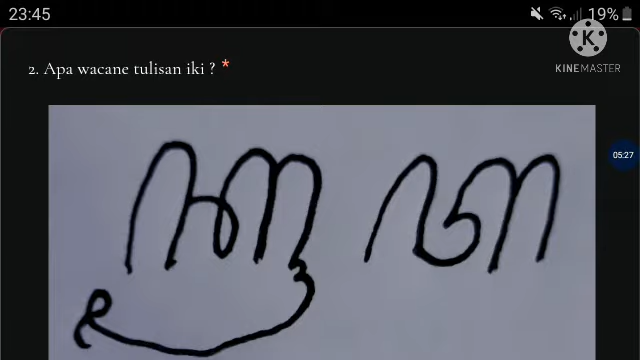 23:45
19%
K
KINEMASTER
2. Apa wacane tulisan iki ? *
05:27